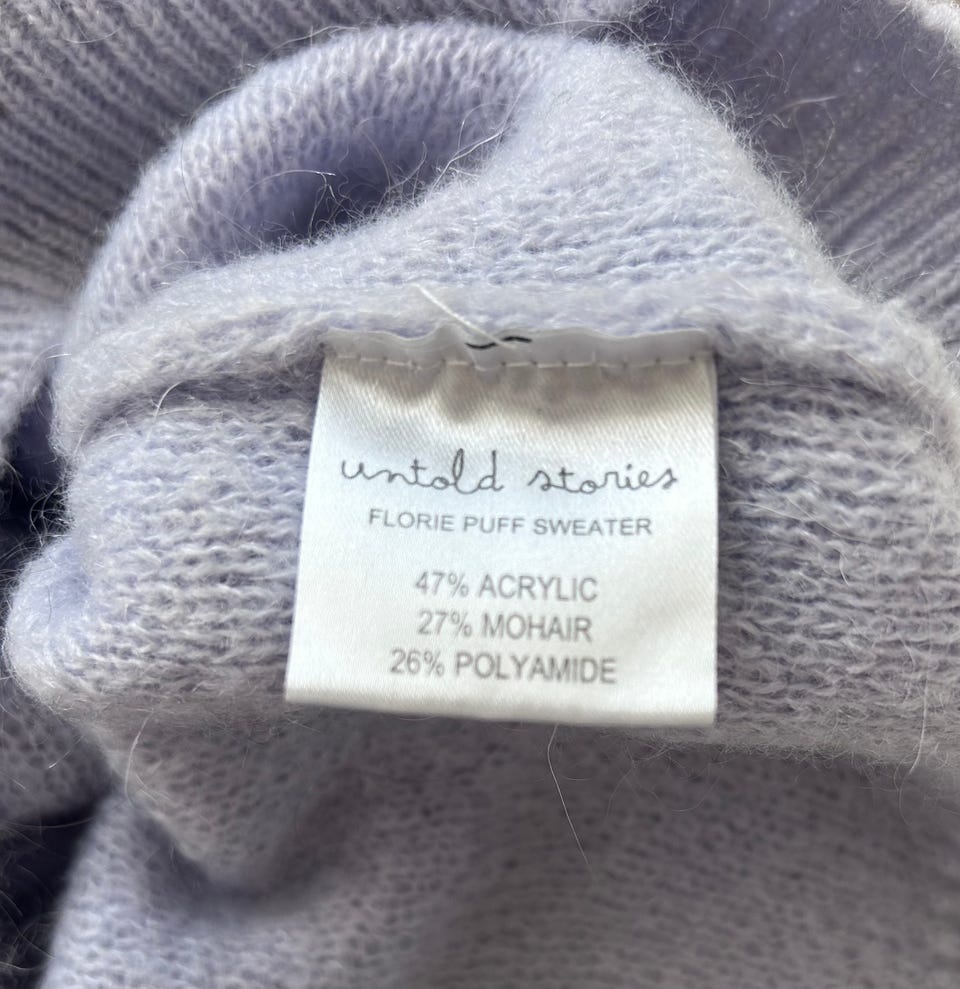 untold stories
FLORIE PUFF SWEATER
47% ACRYLIC
27% MOHAIR
26% POLYAMIDE